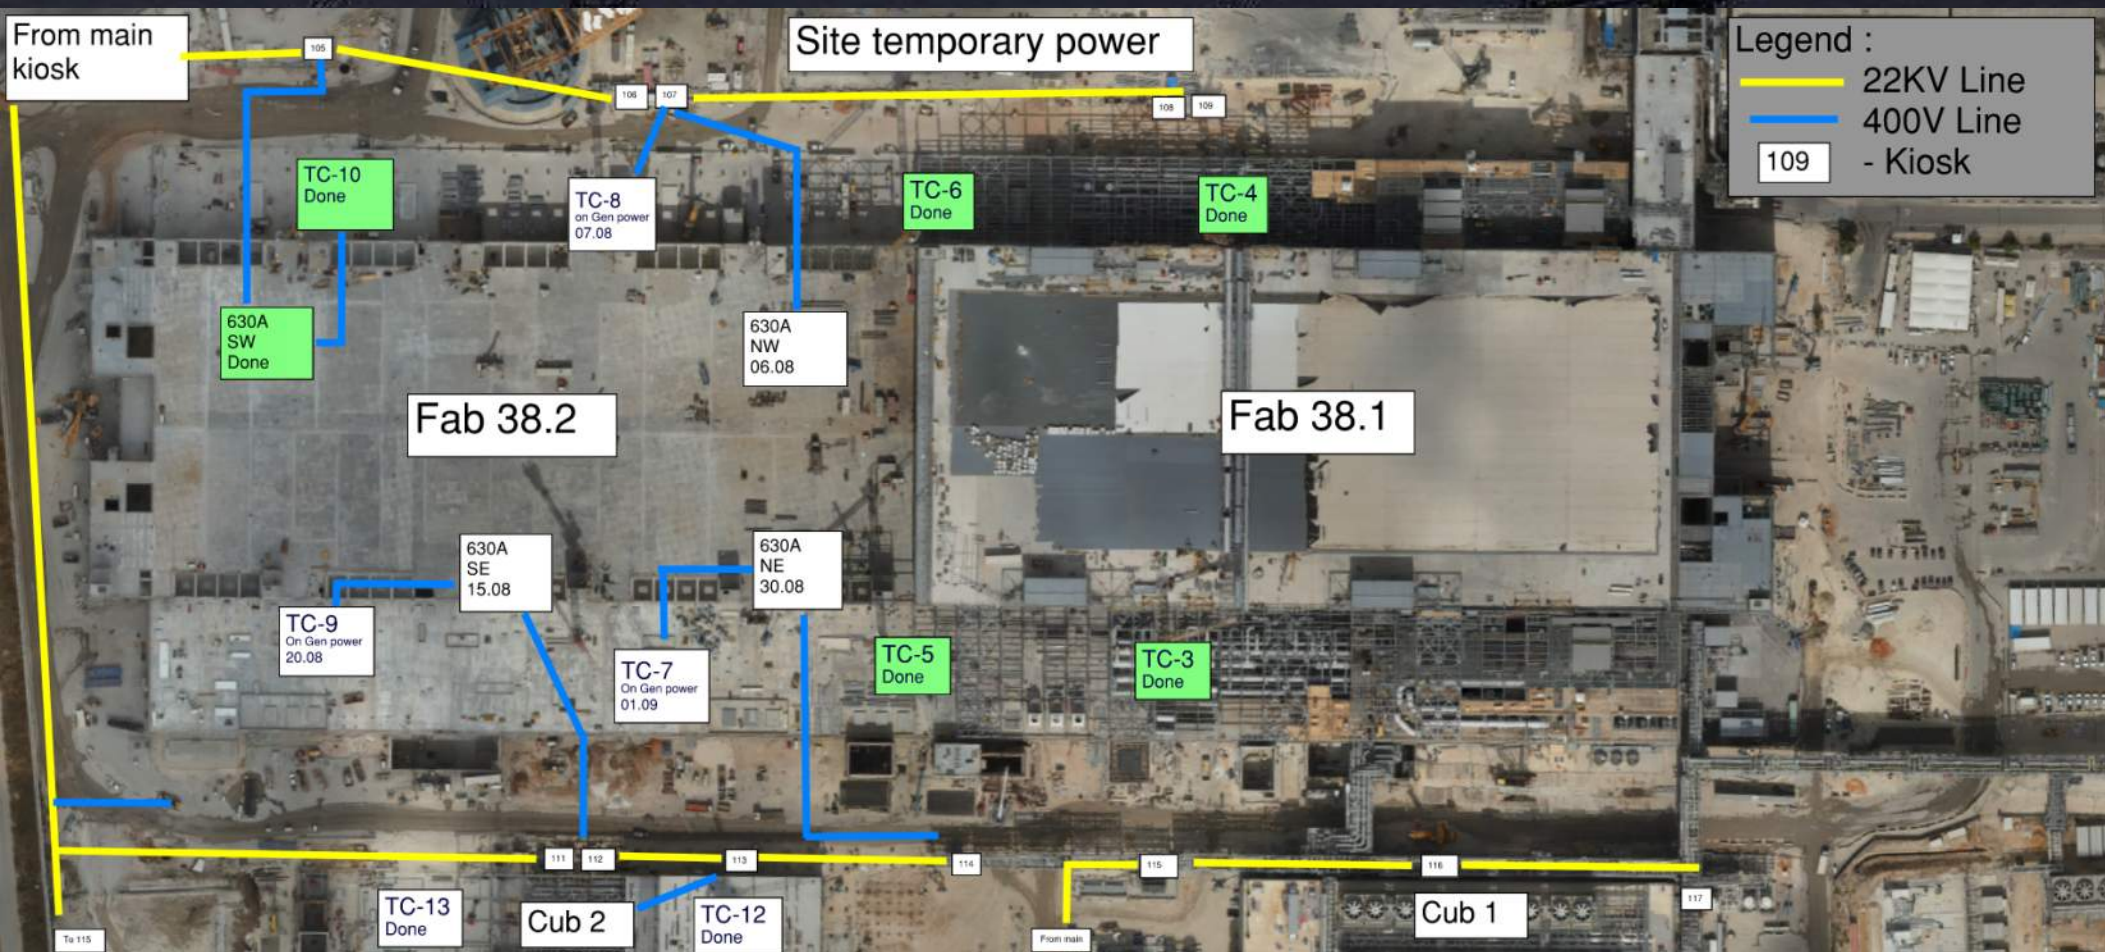 From main
kiosk
105
Site temporary power
106
107
108
109
Legend :
22KV Line
400V Line
109
- Kiosk
TC-10
Done
TC-8
on Gen power
07.08
TC-6
Done
TC-4
Done
630A
SW
Done
630A
NW
06.08
Fab 38.2
Fab 38.1
630A
SE
15.08
630A
NE
30.08
TC-9
On Gen power
20.08
TC-7
On Gen power
01.09
TC-5
Done
TC-3
Done
111
112
113
114
115
116
117
TC-13
Done
Cub 2
TC-12
Done
Cub 1
To 115
From main